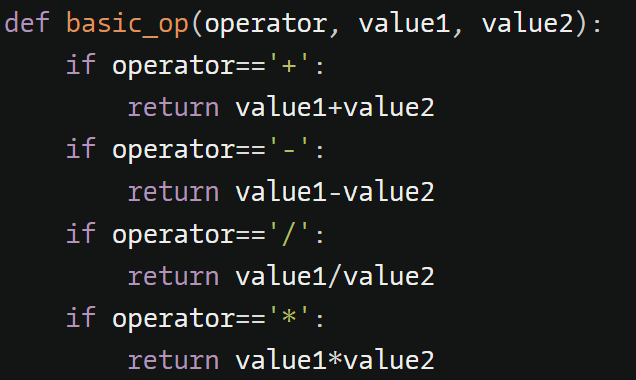 def basic_op(operator, value1, value2):
    if operator=='+':
        return value1+value2
    if operator=='-':
        return value1-value2
    if operator=='/':
        return value1/value2
    if operator=='*':
        return value1*value2